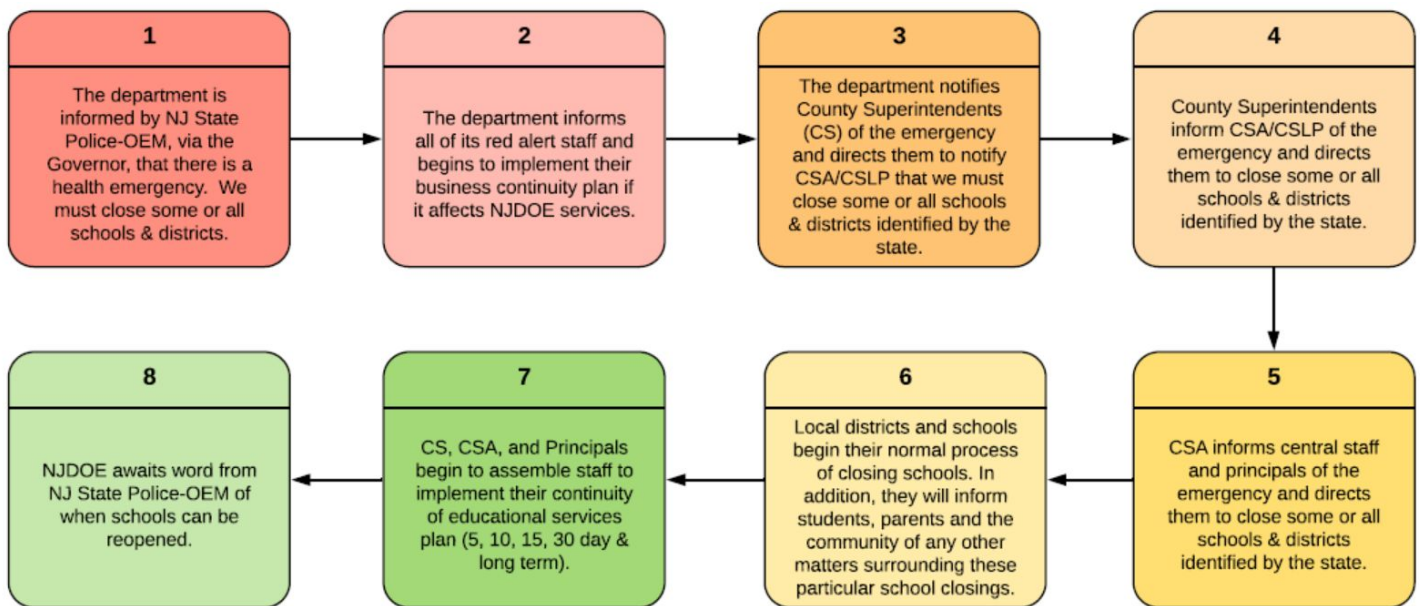 1
The department is
informed by NJ State
Police-OEM, via the
Governor, that there is a
health emergency. We
must close some or all
schools & districts.
2
The department informs
all of its red alert staff and
begins to implement their
business continuity plan if
it affects NJDOE services.
3
The department notifies
County Superintendents
(CS) of the emergency
and directs them to notify
CSA/CSLP that we must
close some or all schools
& districts identified by the
state.
4
County Superintendents
inform CSA/CSLP of the
emergency and directs
them to close some or all
schools & districts
identified by the state.
5
CSA informs central staff
and principals of the
emergency and directs
them to close some or all
schools & districts
identified by the state.
6
Local districts and schools
begin their normal process
of closing schools. In
addition, they will inform
students, parents and the
community of any other
matters surrounding these
particular school closings.
7
CS, CSA, and Principals
begin to assemble staff to
implement their continuity
of educational services
plan (5, 10, 15, 30 day &
long term).
8
NJDOE awaits word from
NJ State Police-OEM of
when schools can be
reopened.